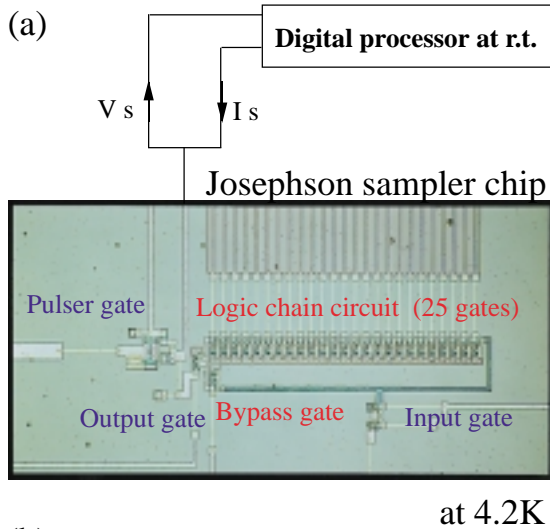 (a)
Digital processor at r.t.
V s
I s
Josephson sampler chip
Pulser gate
Logic chain circuit (25 gates)
Output gate
Bypass gate
Input gate
at 4.2K